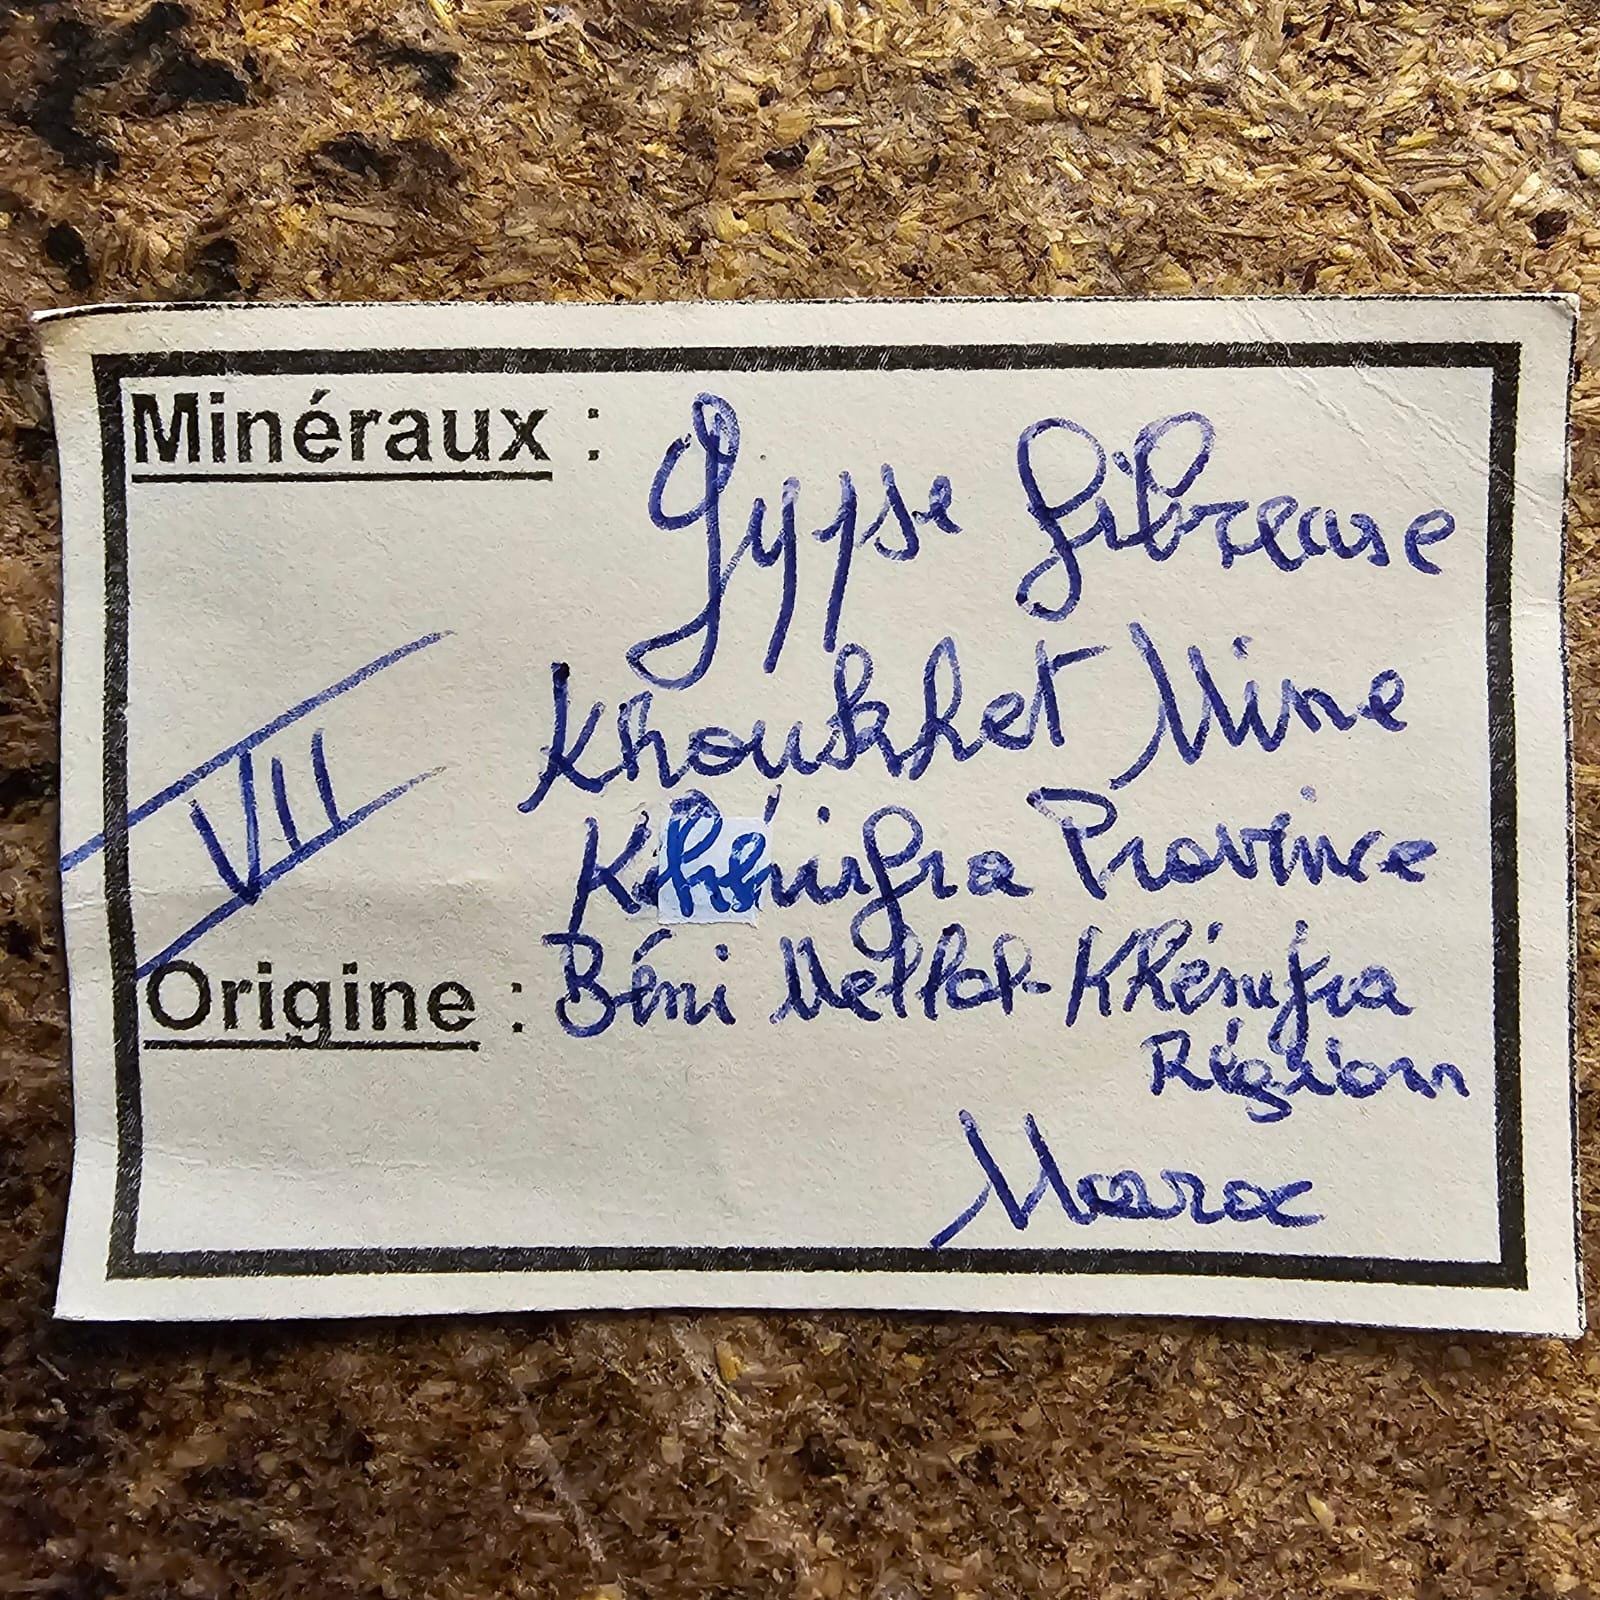 Minéraux : Gypse fibreuse
Khoukhet Mine
VII
Khénifra Province
Origine : Béni Mellal-Khénifra
Région
Maroc